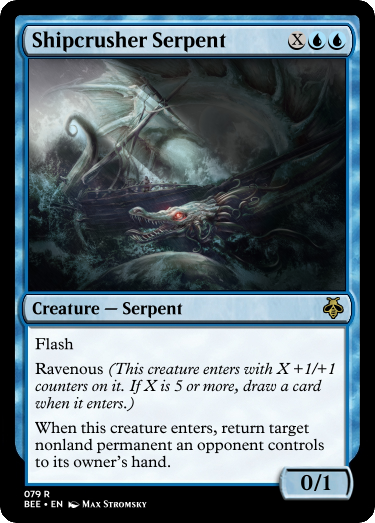 Shipcrusher Serpent X
Creature — Serpent
Flash
Ravenous (This creature enters with X +1/+1
counters on it. If X is 5 or more, draw a card
when it enters.)
When this creature enters, return target
nonland permanent an opponent controls
to its owner's hand.
0/1
079 R
BEE • EN Max Stromsky